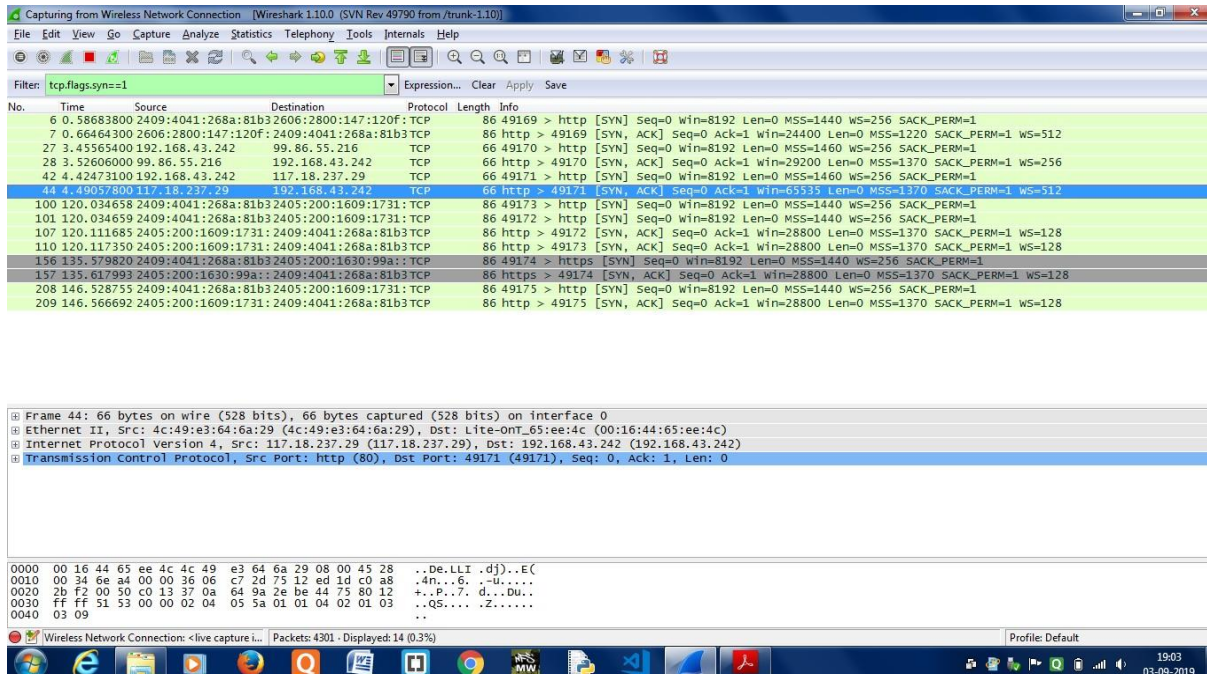 Capturing from Wireless Network Connection [Wireshark 1.10.0 (SVN Rev 49790 from /trunk-1.10)]
File Edit View Go Capture Analyze Statistics Telephony Tools Internals Help
Filter: tcp.flags.syn==1 Expression... Clear Apply Save
No. Time Source Destination Protocol Length Info
6 0.58683800 2409:4041:268a:81b3 2606:2800:147:120f: TCP 86 49169 > http [SYN] Seq=0 Win=8192 Len=0 MSS=1440 WS=256 SACK_PERM=1
7 0.66464300 2606:2800:147:120f: 2409:4041:268a:81b3 TCP 86 http > 49169 [SYN, ACK] Seq=0 Ack=1 Win=24400 Len=0 MSS=1220 SACK_PERM=1 WS=512
27 3.45565400 192.168.43.242 99.86.55.216 TCP 66 49170 > http [SYN] Seq=0 Win=8192 Len=0 MSS=1460 WS=256 SACK_PERM=1
28 3.52606000 99.86.55.216 192.168.43.242 TCP 66 http > 49170 [SYN, ACK] Seq=0 Ack=1 Win=29200 Len=0 MSS=1370 SACK_PERM=1 WS=256
42 4.42473100 192.168.43.242 117.18.237.29 TCP 66 49171 > http [SYN] Seq=0 Win=8192 Len=0 MSS=1460 WS=256 SACK_PERM=1
44 4.49057800 117.18.237.29 192.168.43.242 TCP 66 http > 49171 [SYN, ACK] Seq=0 Ack=1 Win=65535 Len=0 MSS=1370 SACK_PERM=1 WS=512
100 120.034658 2409:4041:268a:81b3 2405:200:1609:1731: TCP 86 49173 > http [SYN] Seq=0 Win=8192 Len=0 MSS=1440 WS=256 SACK_PERM=1
101 120.034659 2409:4041:268a:81b3 2405:200:1609:1731: TCP 86 49172 > http [SYN] Seq=0 Win=8192 Len=0 MSS=1440 WS=256 SACK_PERM=1
107 120.111685 2405:200:1609:1731: 2409:4041:268a:81b3 TCP 86 http > 49172 [SYN, ACK] Seq=0 Ack=1 Win=28800 Len=0 MSS=1370 SACK_PERM=1 WS=128
110 120.117350 2405:200:1609:1731: 2409:4041:268a:81b3 TCP 86 http > 49173 [SYN, ACK] Seq=0 Ack=1 Win=28800 Len=0 MSS=1370 SACK_PERM=1 WS=128
156 135.579820 2409:4041:268a:81b3 2405:200:1630:99a:: TCP 86 49174 > https [SYN] Seq=0 Win=8192 Len=0 MSS=1440 WS=256 SACK_PERM=1
157 135.617993 2405:200:1630:99a:: 2409:4041:268a:81b3 TCP 86 https > 49174 [SYN, ACK] Seq=0 Ack=1 Win=28800 Len=0 MSS=1370 SACK_PERM=1 WS=128
208 146.528755 2409:4041:268a:81b3 2405:200:1609:1731: TCP 86 49175 > http [SYN] Seq=0 Win=8192 Len=0 MSS=1440 WS=256 SACK_PERM=1
209 146.566692 2405:200:1609:1731: 2409:4041:268a:81b3 TCP 86 http > 49175 [SYN, ACK] Seq=0 Ack=1 Win=28800 Len=0 MSS=1370 SACK_PERM=1 WS=128
Frame 44: 66 bytes on wire (528 bits), 66 bytes captured (528 bits) on interface 0
Ethernet II, Src: 4c:49:e3:64:6a:29 (4c:49:e3:64:6a:29), Dst: Lite-OnT_65:ee:4c (00:16:44:65:ee:4c)
Internet Protocol Version 4, Src: 117.18.237.29 (117.18.237.29), Dst: 192.168.43.242 (192.168.43.242)
Transmission Control Protocol, Src Port: http (80), Dst Port: 49171 (49171), Seq: 0, Ack: 1, Len: 0
0000 00 16 44 65 ee 4c 4c 49 e3 64 6a 29 08 00 45 28 ..De.LLI .dj)..E(
0010 00 34 6e a4 00 00 36 06 c7 2d 75 12 ed 1d c0 a8 .4n...6. .-u.....
0020 2b f2 00 50 c0 13 37 0a 64 9a 2e be 44 75 80 12 +..P..7. d...Du..
0030 ff ff 51 53 00 00 02 04 05 5a 01 01 04 02 01 03 ..QS.... .Z......
0040 03 09 ..
Wireless Network Connection: <live capture i... Packets: 4301 · Displayed: 14 (0.3%) Profile: Default
MW
19:03
03-09-2019